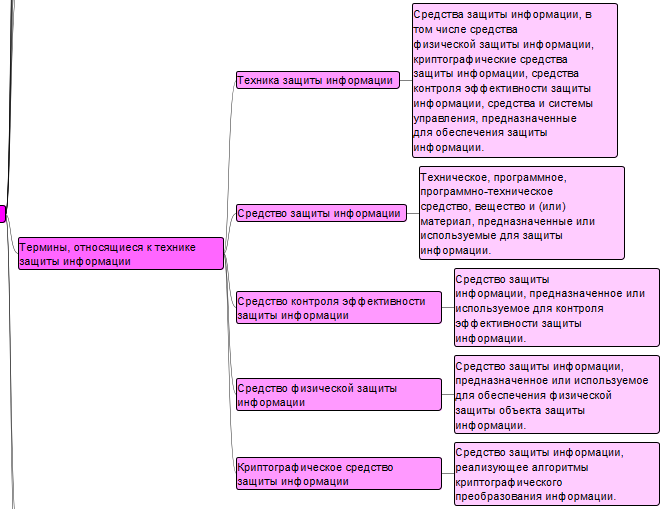 Термины, относящиеся к технике
защиты информации
Техника защиты информации
Средства защиты информации, в
том числе средства
физической защиты информации,
криптографические средства
защиты информации, средства
контроля эффективности защиты
информации, средства и системы
управления, предназначенные
для обеспечения защиты
информации.
Средство защиты информации
Техническое, программное,
программно-техническое
средство, вещество и (или)
материал, предназначенные или
используемые для защиты
информации.
Средство контроля эффективности
защиты информации
Средство защиты
информации, предназначенное или
используемое для контроля
эффективности защиты
информации.
Средство физической защиты
информации
Средство защиты информации,
предназначенное или используемое
для обеспечения физической
защиты объекта защиты
информации.
Криптографическое средство
защиты информации
Средство защиты информации,
реализующее алгоритмы
криптографического
преобразования информации.